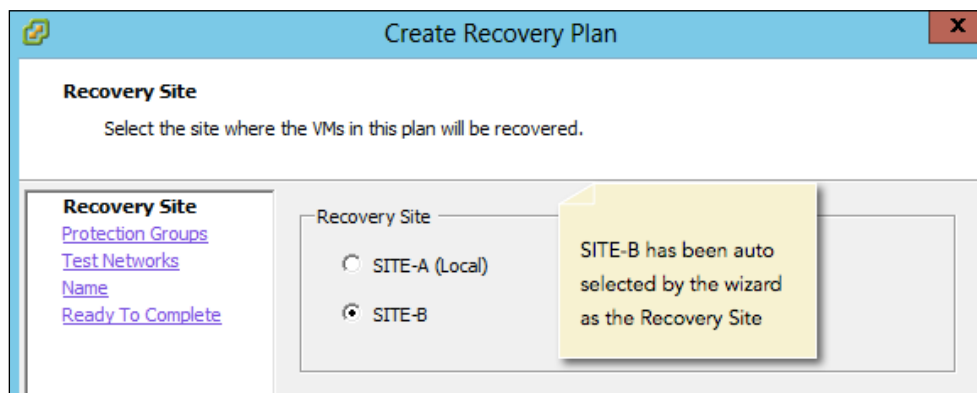 Create Recovery Plan
x
Recovery Site
Select the site where the VMs in this plan will be recovered.
Recovery Site
Protection Groups
Test Networks
Name
Ready To Complete
Recovery Site
SITE-A (Local)
SITE-B
SITE-B has been auto
selected by the wizard
as the Recovery Site